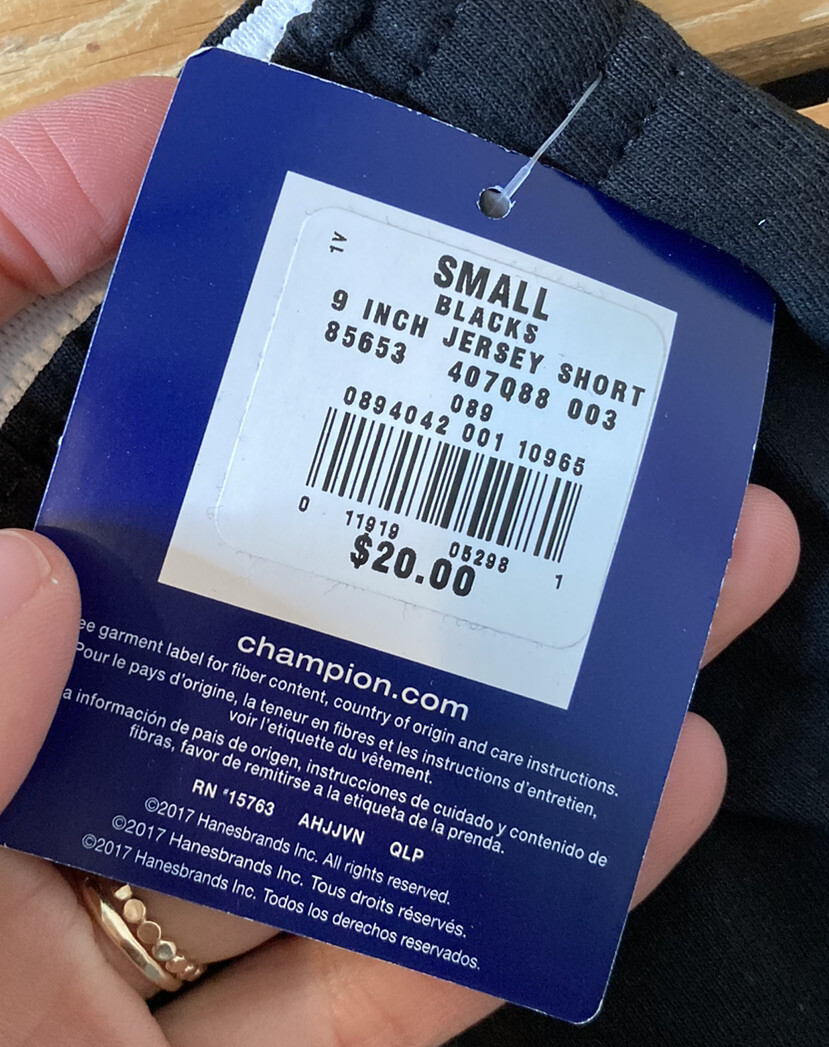 1V
SMALL
BLACKS
9 INCH JERSEY SHORT
85653 407Q88 003
089
0894042 001 10965
0 11919 05298 1
$20.00
champion.com
ee garment label for fiber content, country of origin and care instructions.
Pour le pays d'origine, la teneur en fibres et les instructions d'entretien,
voir l'etiquette du vêtement.
a información de pais de origen, instrucciones de cuidado y contenido de
fibras, favor de remitirse a la etiqueta de la prenda.
RN #15763 AHJJVN QLP
©2017 Hanesbrands Inc. All rights reserved.
©2017 Hanesbrands Inc. Tous droits réservés.
©2017 Hanesbrands Inc. Todos los derechos reservados.